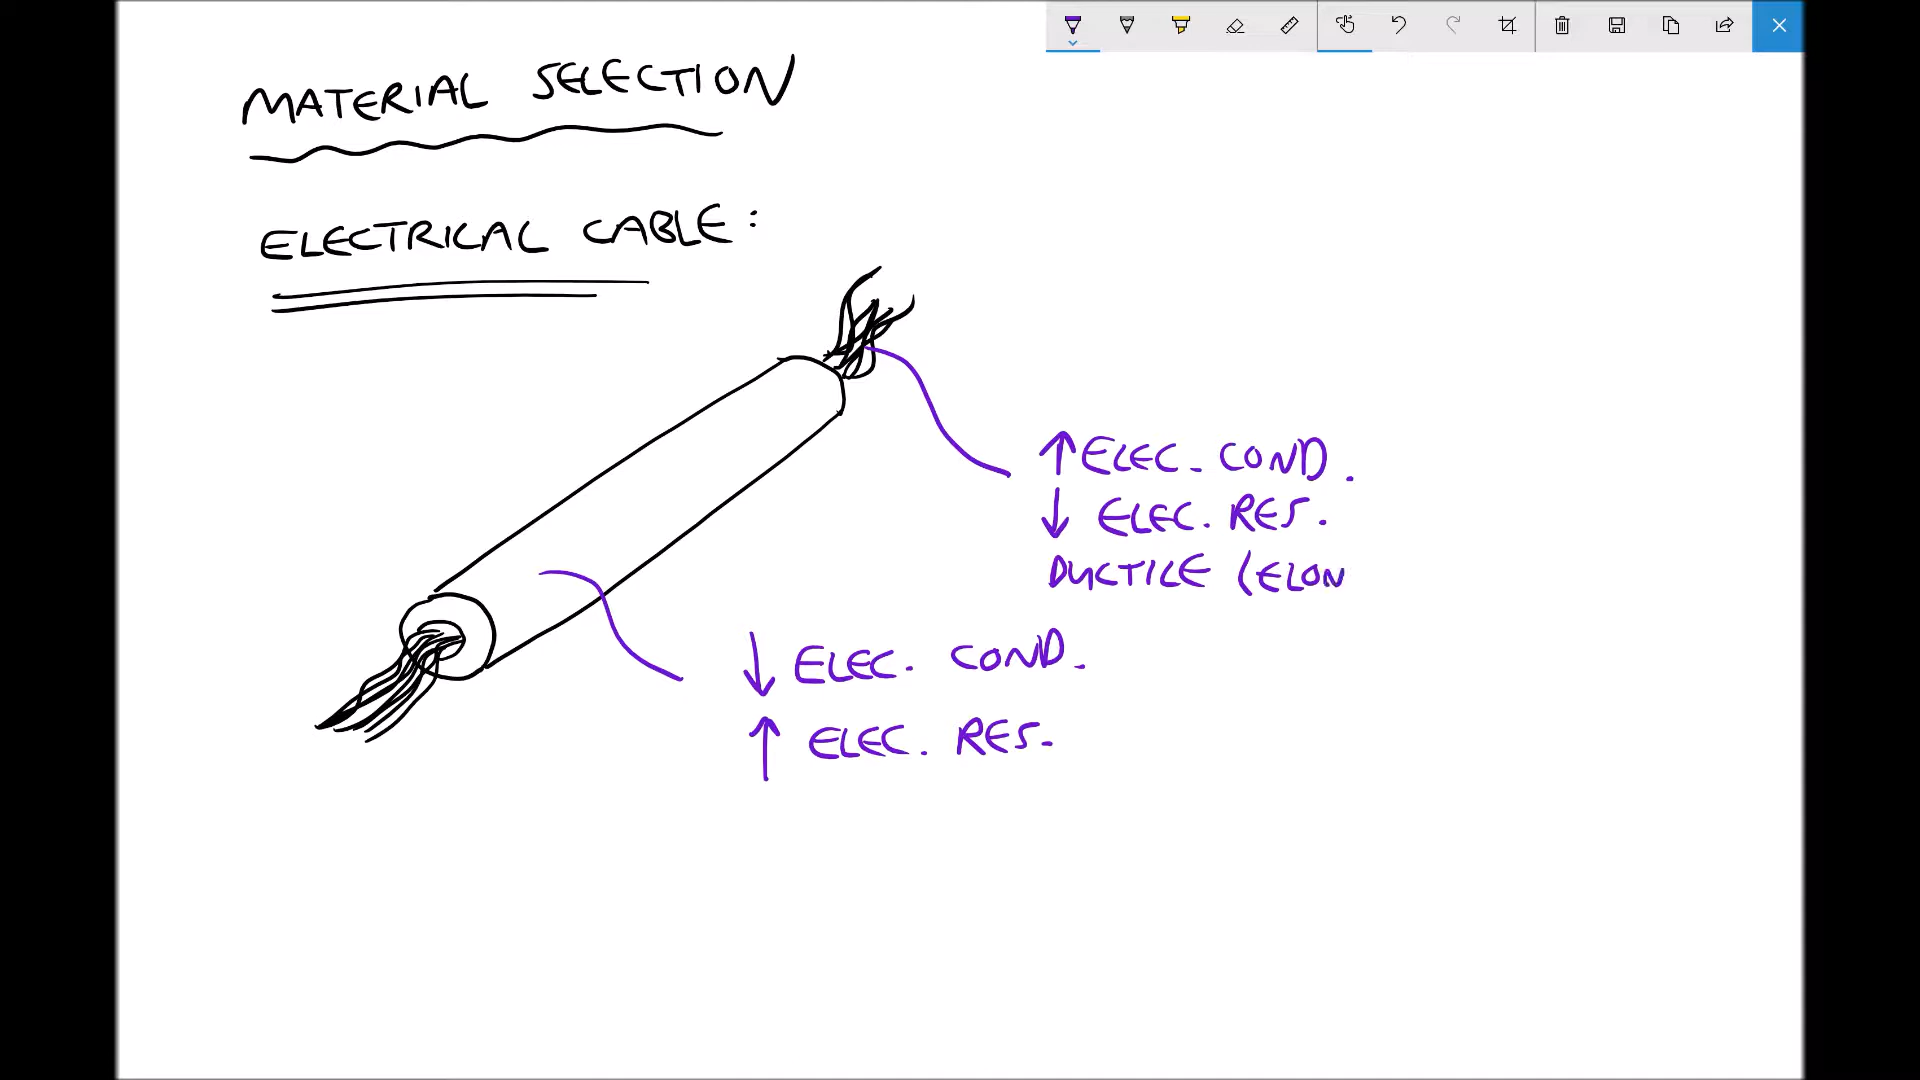 MATERIAL SELECTION
ELECTRICAL CABLE:
↑ ELEC. COND.
↓ ELEC. RES.
DUCTILE (ELON
↓ ELEC. COND.
↑ ELEC. RES.